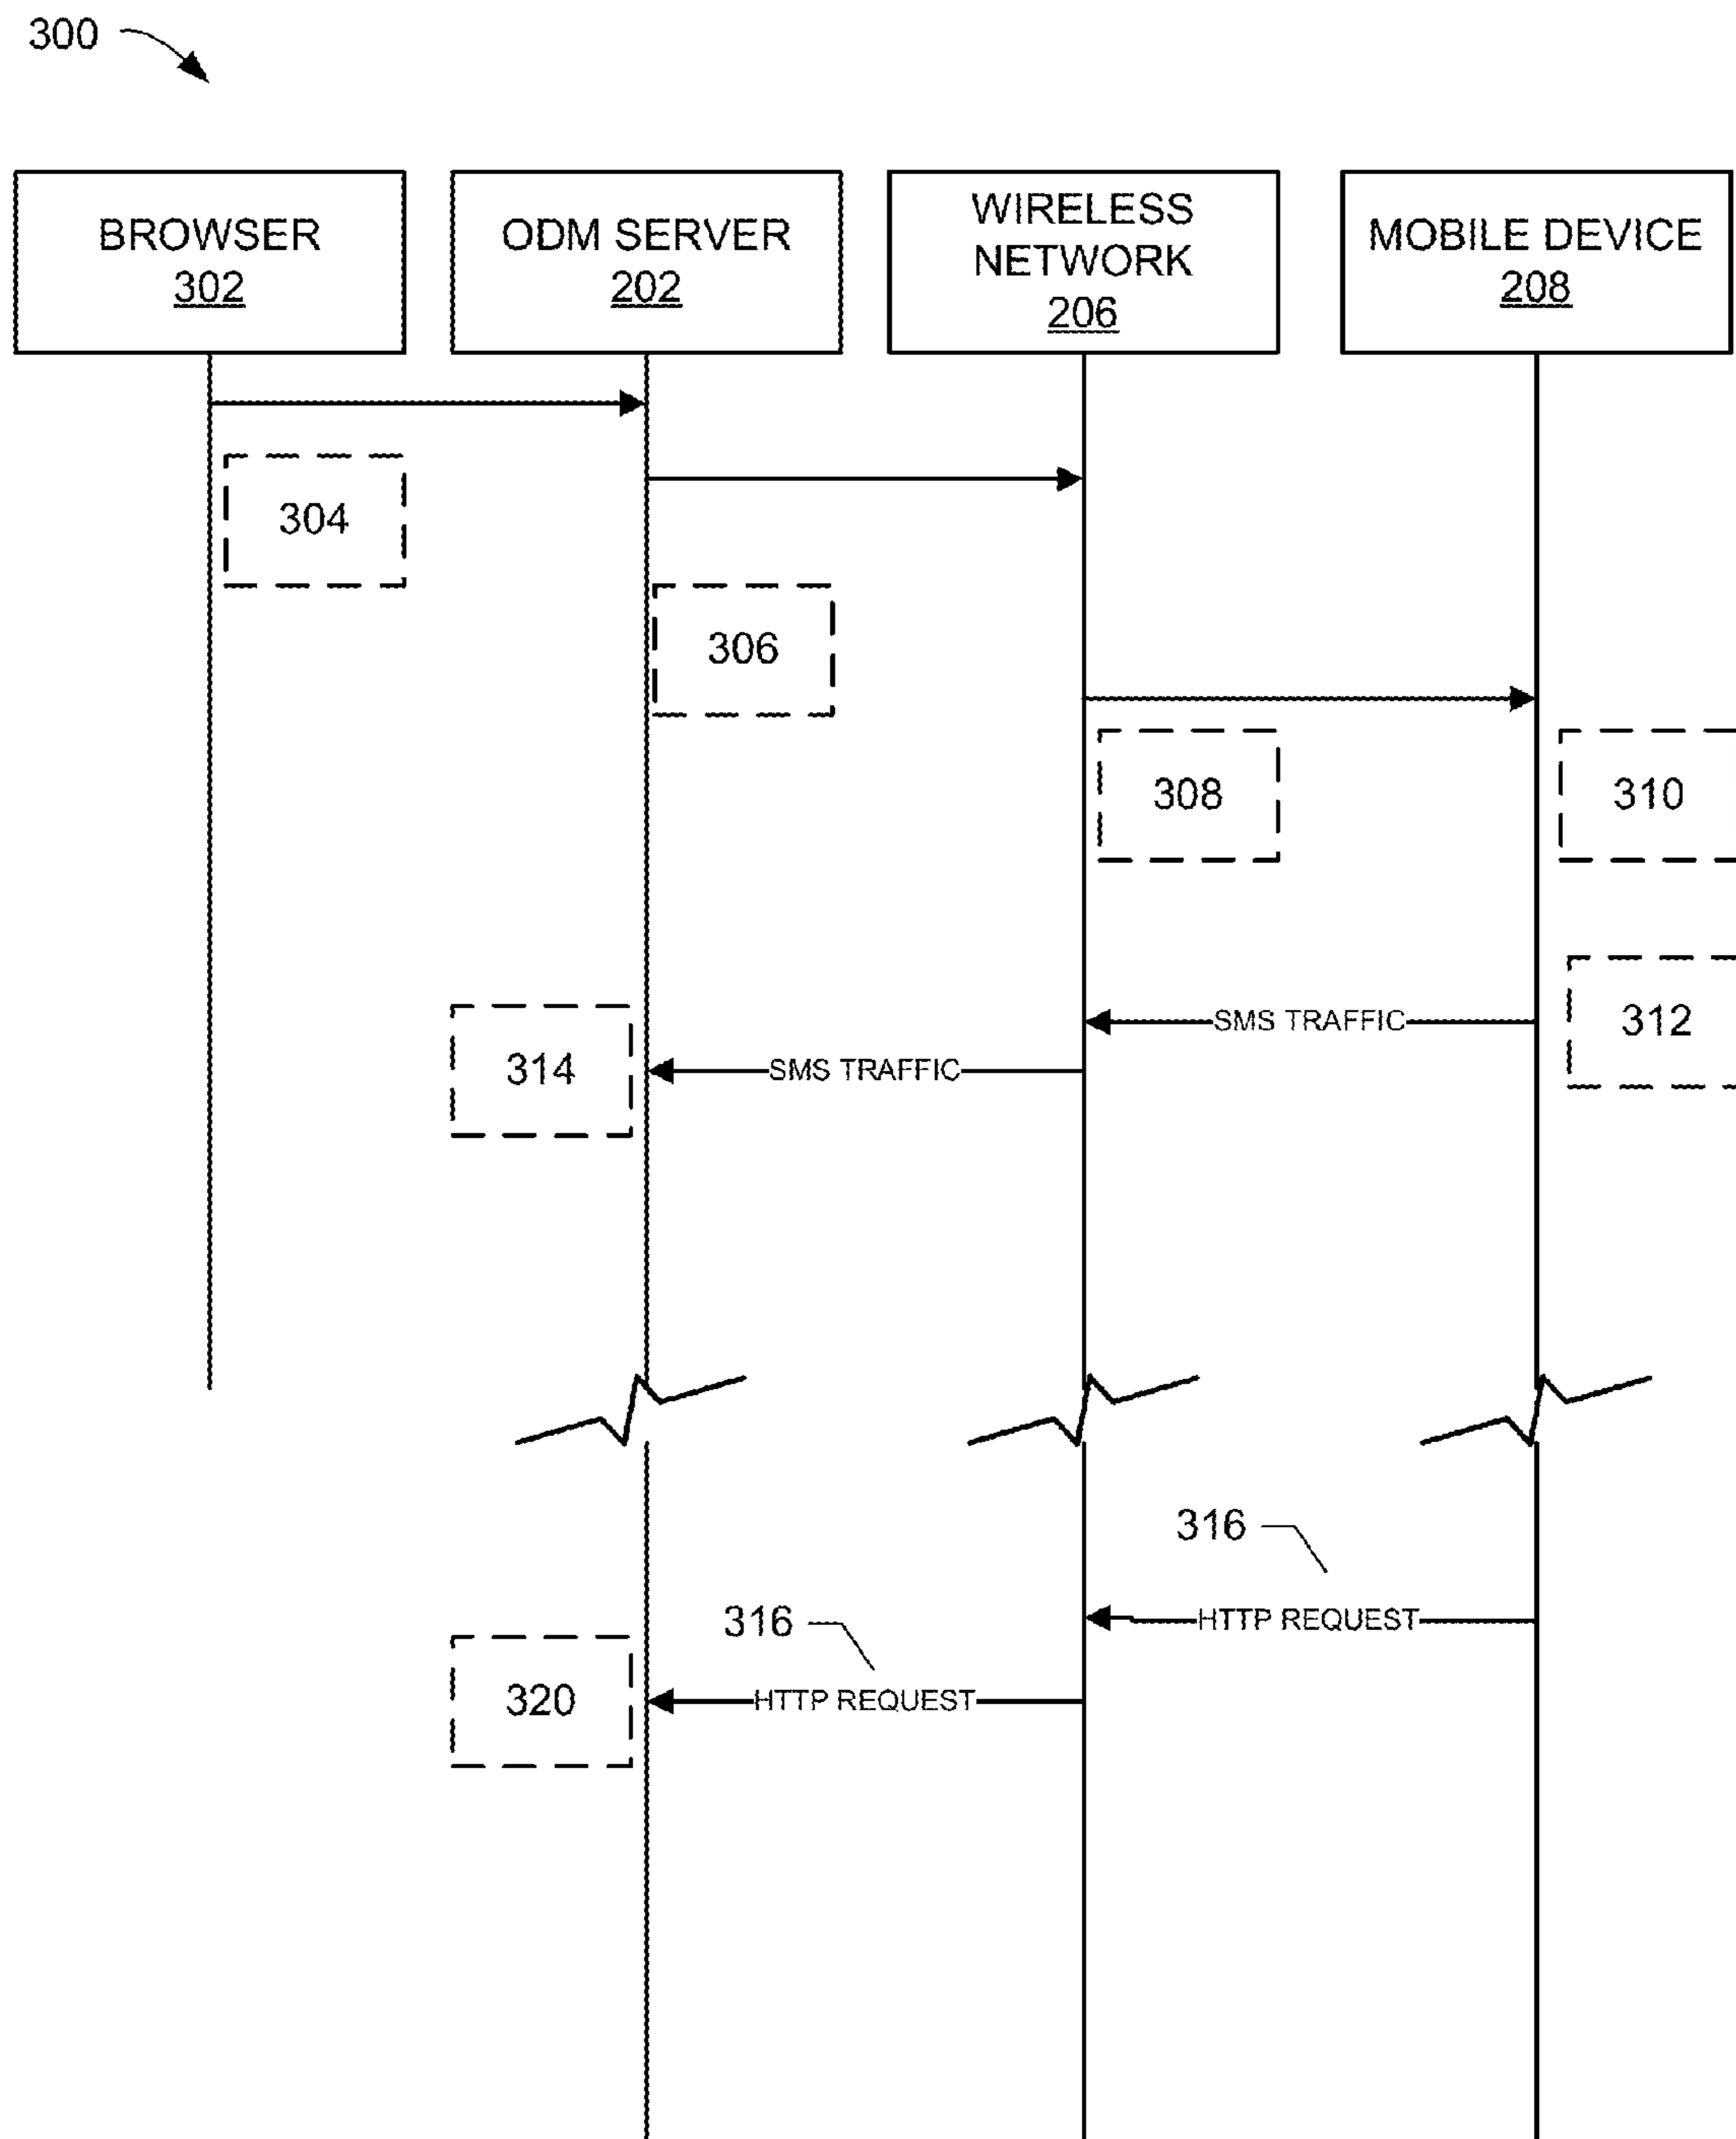 300
BROWSER
302
ODM SERVER
202
WIRELESS
NETWORK
206
MOBILE DEVICE
208
304
306
308
310
312
SMS TRAFFIC
314
SMS TRAFFIC
316
HTTP REQUEST
316
HTTP REQUEST
320